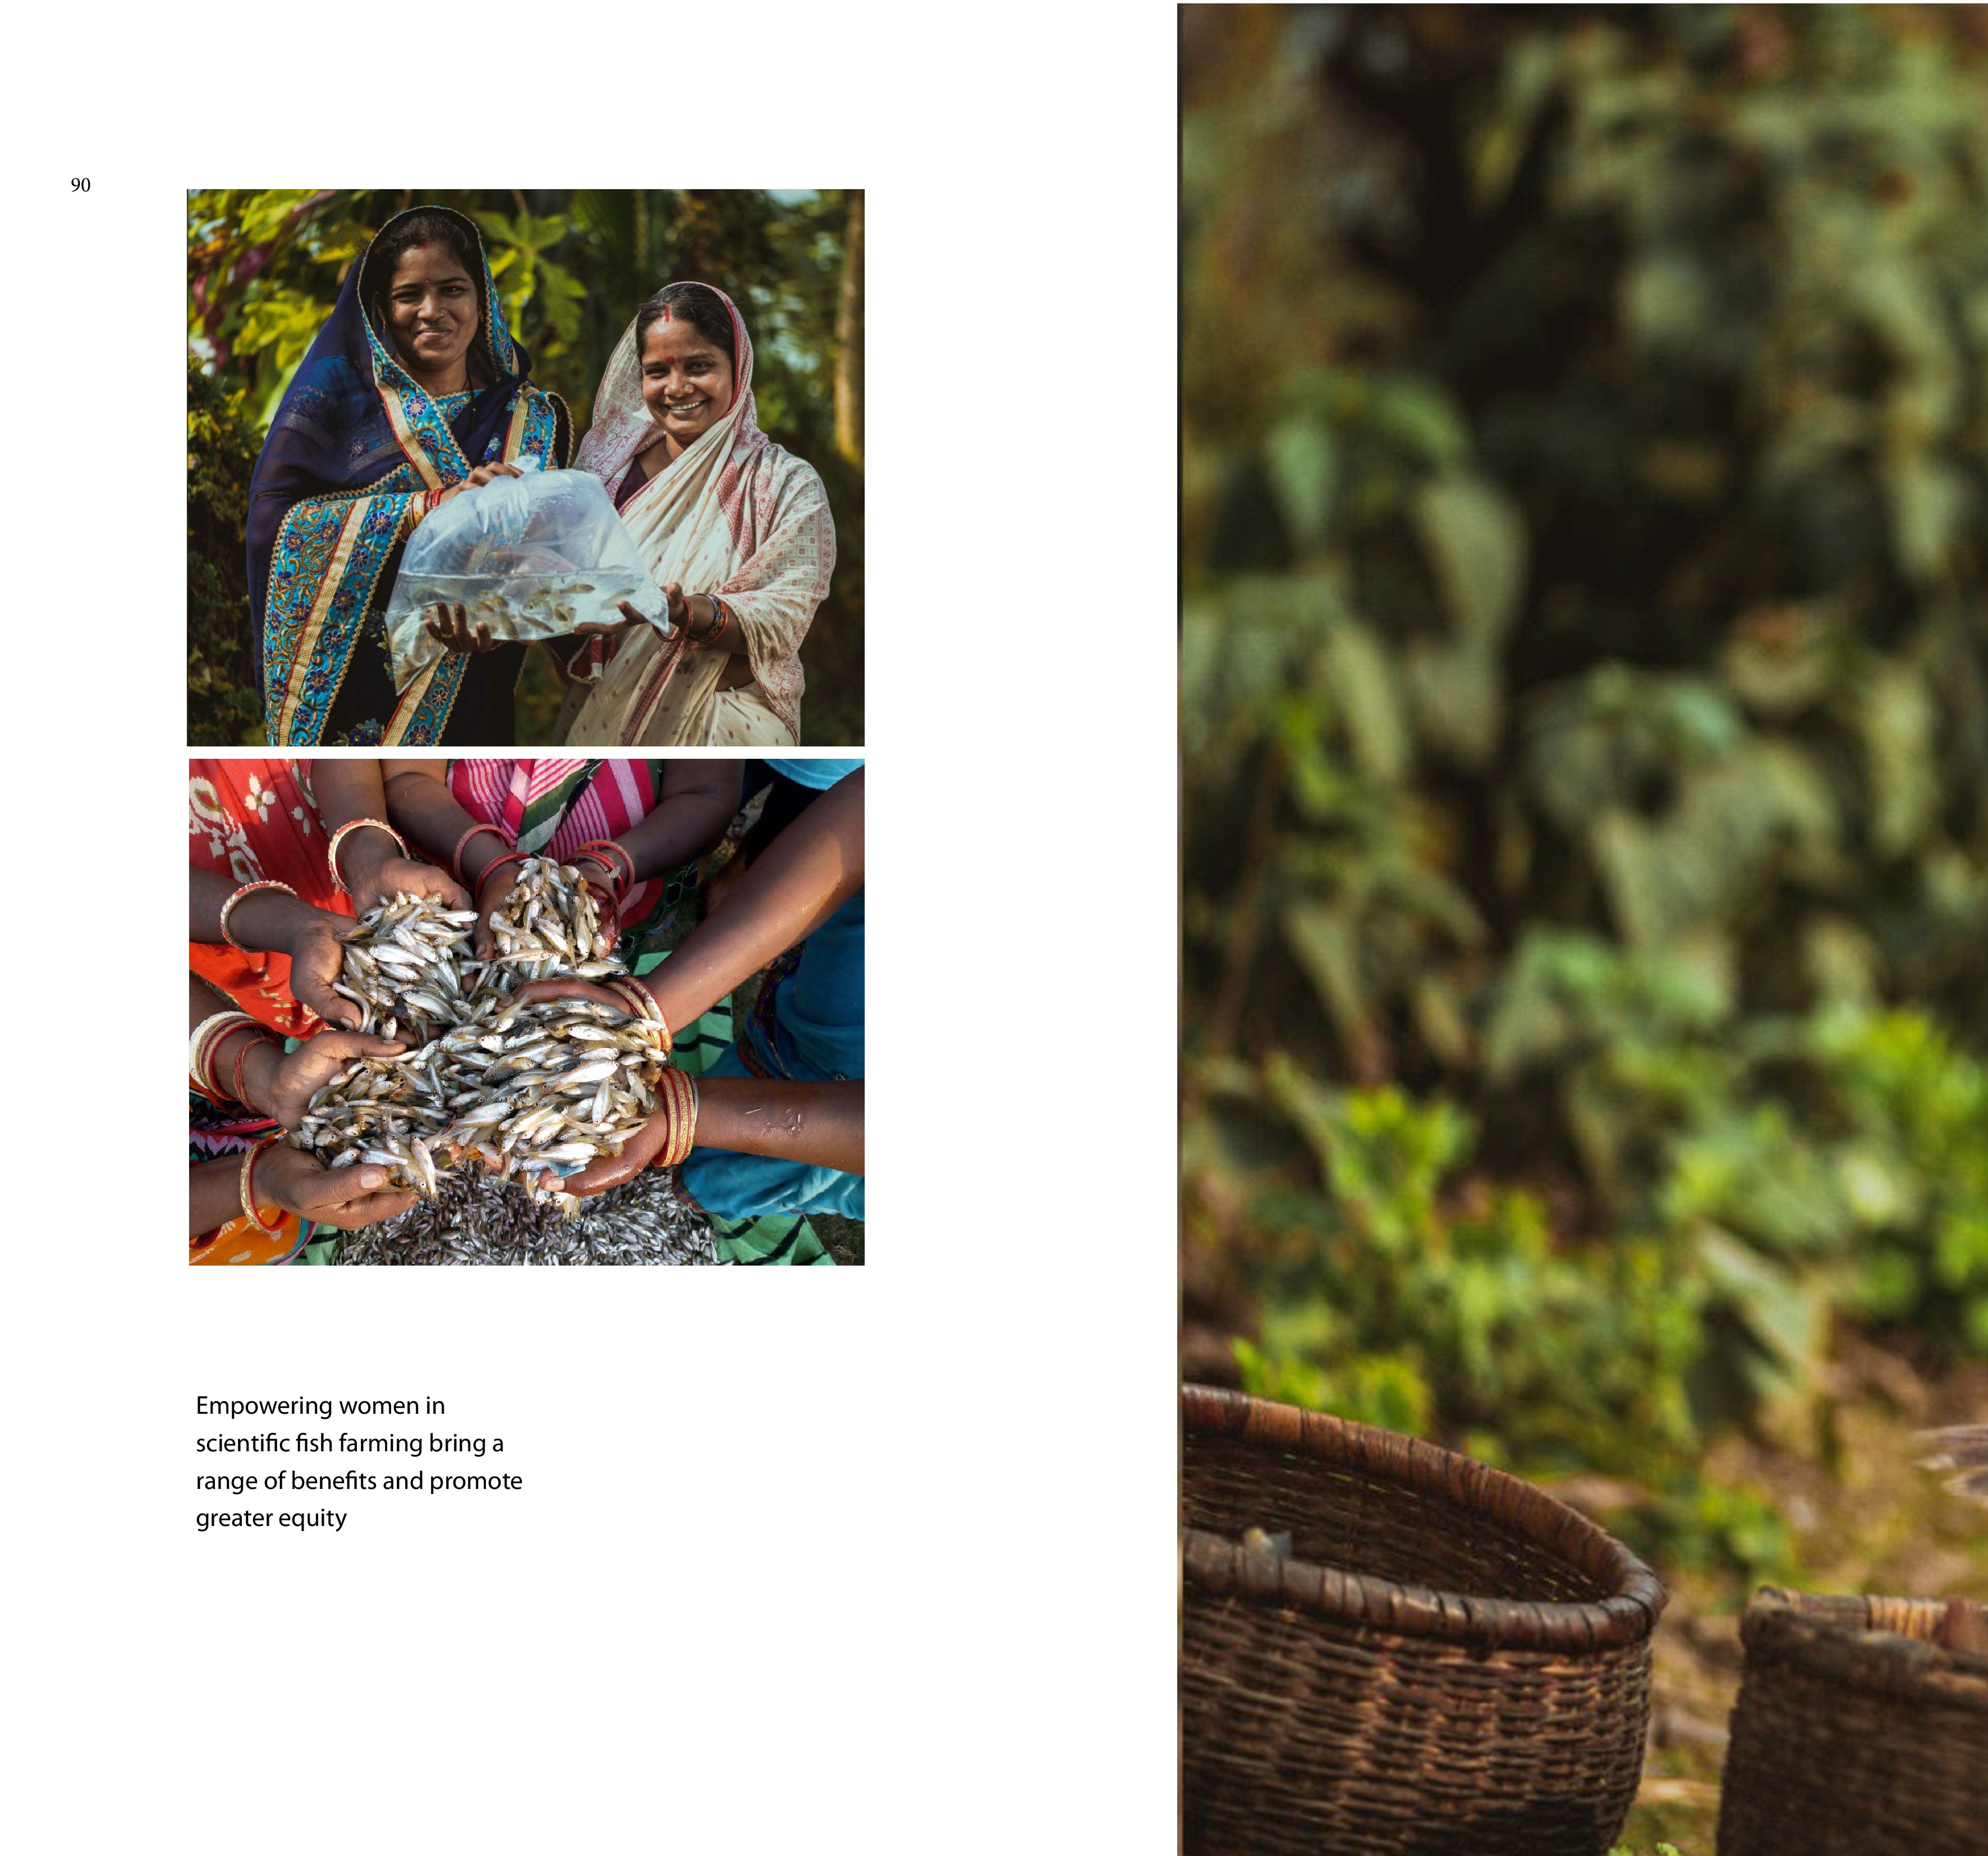 90
Empowering women in
scientific fish farming bring a
range of benefits and promote
greater equity